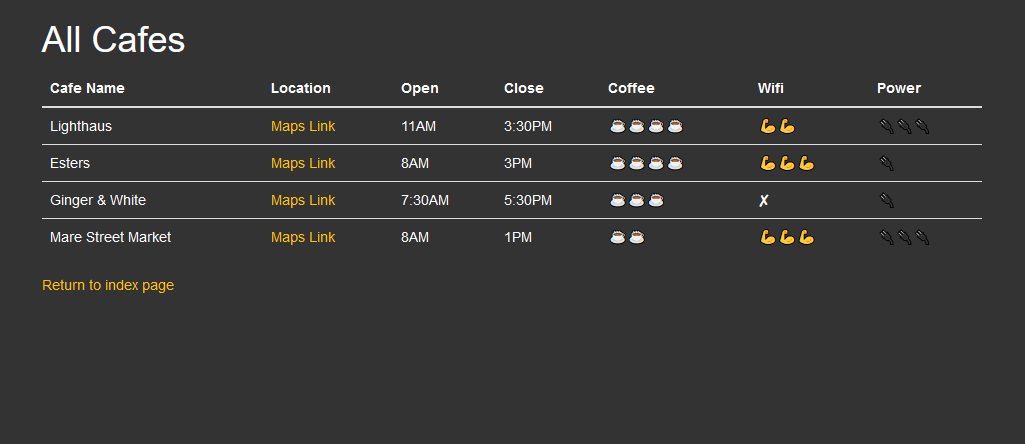 All Cafes
Cafe Name Location Open Close Coffee Wifi Power
Lighthaus Maps Link 11AM 3:30PM ☕☕☕☕ 💪💪 🔌🔌🔌
Esters Maps Link 8AM 3PM ☕☕☕☕ 💪💪💪 🔌
Ginger & White Maps Link 7:30AM 5:30PM ☕☕☕ ✘ 🔌
Mare Street Market Maps Link 8AM 1PM ☕☕ 💪💪💪 🔌🔌🔌
Return to index page